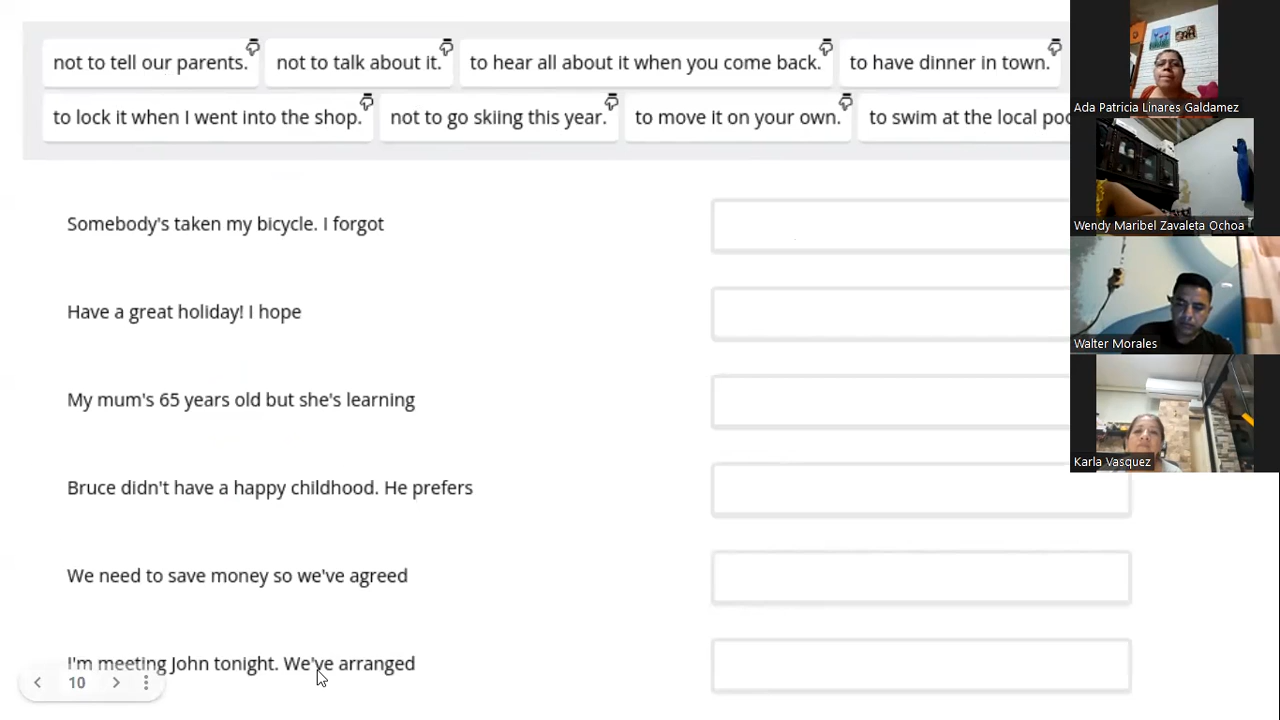 not to tell our parents. not to talk about it. to hear all about it when you come back. to have dinner in town.
to lock it when I went into the shop. not to go skiing this year. to move it on your own. to swim at the local
Somebody's taken my bicycle. I forgot
Have a great holiday! I hope
My mum's 65 years old but she's learning
Bruce didn't have a happy childhood. He prefers
We need to save money so we've agreed
I'm meeting John tonight. We've arranged
10
Ada Patricia Linares Galdamez
Wendy Maribel Zavaleta Ochoa
Walter Morales
Karla Vasquez